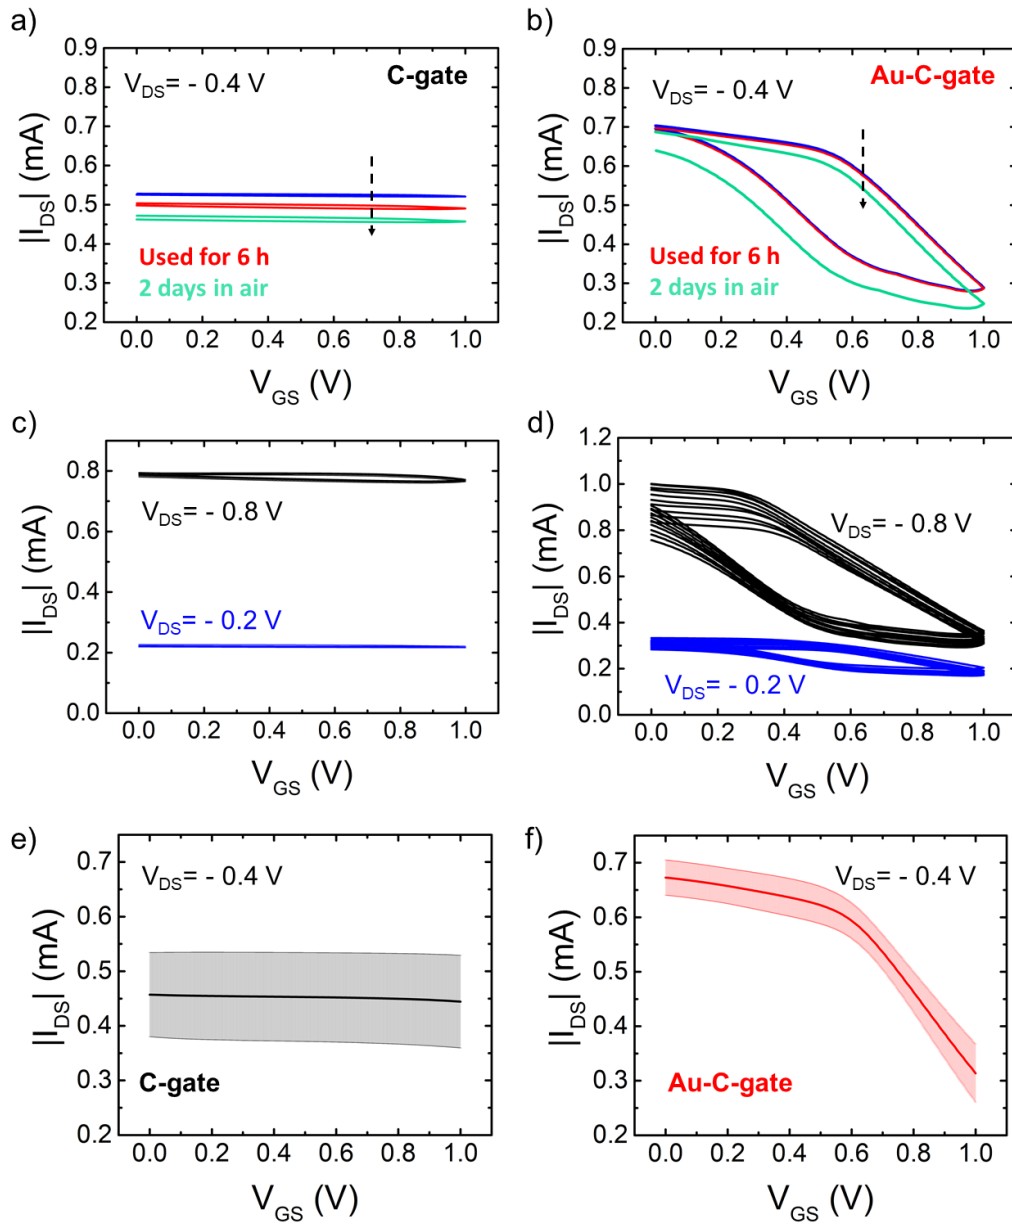 a)
V_DS= - 0.4 V
C-gate
|I_DS| (mA)
0.9
0.8
0.7
0.6
0.5
0.4
0.3
0.2
Used for 6 h
2 days in air
0.0 0.2 0.4 0.6 0.8 1.0
V_GS (V)
b)
V_DS= - 0.4 V
Au-C-gate
|I_DS| (mA)
0.9
0.8
0.7
0.6
0.5
0.4
0.3
0.2
Used for 6 h
2 days in air
0.0 0.2 0.4 0.6 0.8 1.0
V_GS (V)
c)
|I_DS| (mA)
0.8
0.6
0.4
0.2
0.0
V_DS= - 0.8 V
V_DS= - 0.2 V
0.0 0.2 0.4 0.6 0.8 1.0
V_GS (V)
d)
|I_DS| (mA)
1.2
1.0
0.8
0.6
0.4
0.2
0.0
V_DS= - 0.8 V
V_DS= - 0.2 V
0.0 0.2 0.4 0.6 0.8 1.0
V_GS (V)
e)
V_DS= - 0.4 V
|I_DS| (mA)
0.7
0.6
0.5
0.4
0.3
0.2
C-gate
0.0 0.2 0.4 0.6 0.8 1.0
V_GS (V)
f)
V_DS= - 0.4 V
|I_DS| (mA)
0.7
0.6
0.5
0.4
0.3
0.2
Au-C-gate
0.0 0.2 0.4 0.6 0.8 1.0
V_GS (V)